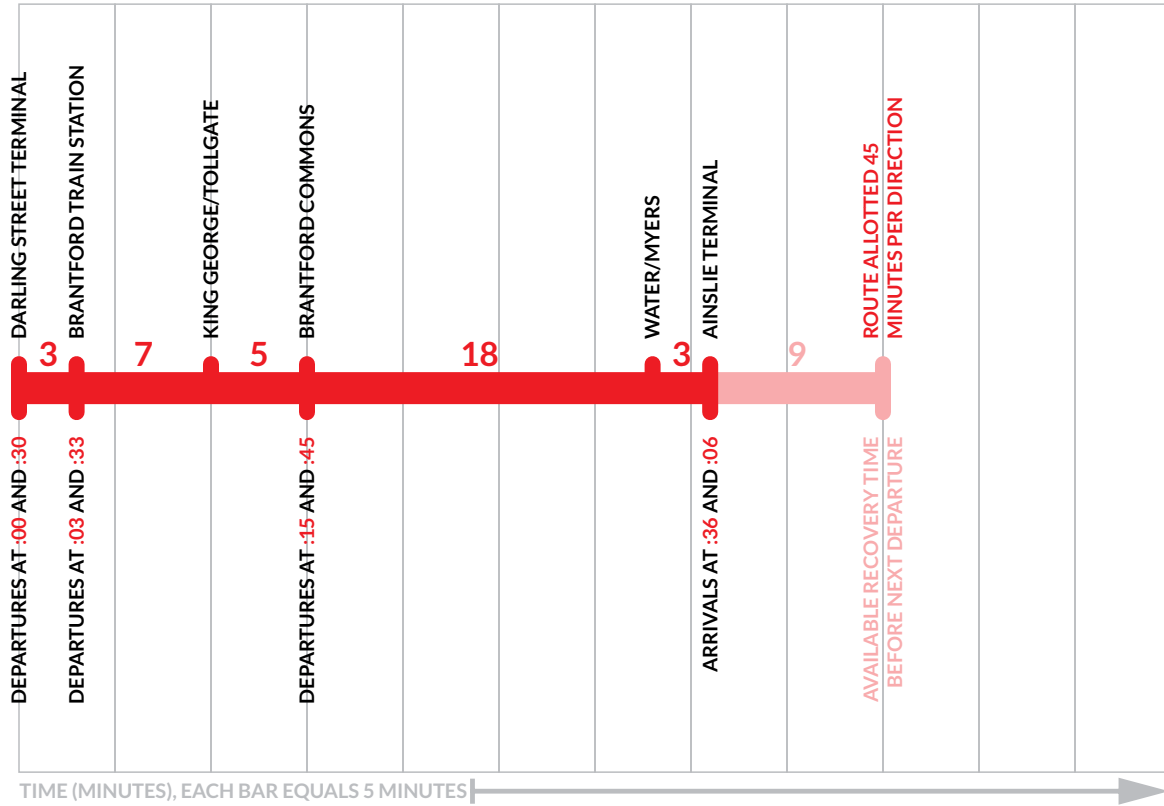 DARLING STREET TERMINAL
BRANTFORD TRAIN STATION
KING GEORGE/TOLLGATE
BRANTFORD COMMONS
WATER/MYERS
AINSLIE TERMINAL
ROUTE ALLOTTED 45
MINUTES PER DIRECTION
3
7
5
18
3
9
DEPARTURES AT :00 AND :30
DEPARTURES AT :03 AND :33
DEPARTURES AT :15 AND :45
ARRIVALS AT :36 AND :06
AVAILABLE RECOVERY TIME
BEFORE NEXT DEPARTURE
TIME (MINUTES), EACH BAR EQUALS 5 MINUTES